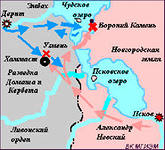 Эмбах
Чудское
озеро
Дерпт
Вороний Камень
Узмень
Новгородская
земля
Хаммаст
Разгром
Домаша и
Кербета
Псковское
озеро
Псков
Ливонский
орден
Александр
Невский